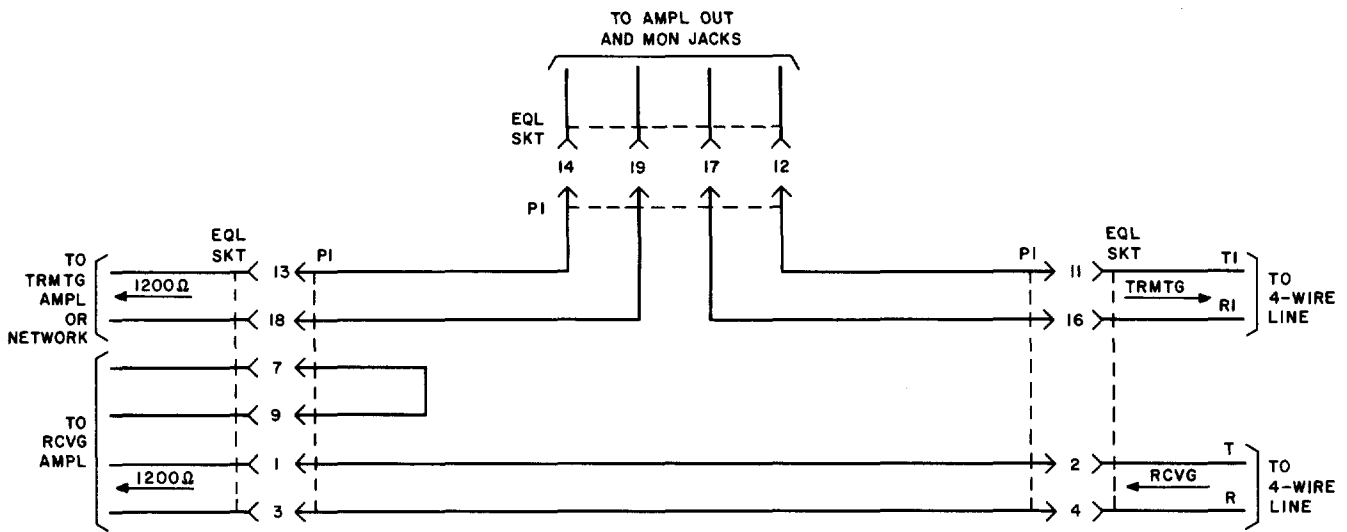 TO AMPL OUT
AND MON JACKS
EQL
SKT
14 19 17 12
P1
EQL
SKT
P1
TO
TRMTG
AMPL
OR
NETWORK
1200Ω
13
18
7
9
TO
RCVG
AMPL
1200Ω
1
3
P1
EQL
SKT
11
16
T1
TRMTG
R1
TO
4-WIRE
LINE
2
4
T
RCVG
R
TO
4-WIRE
LINE